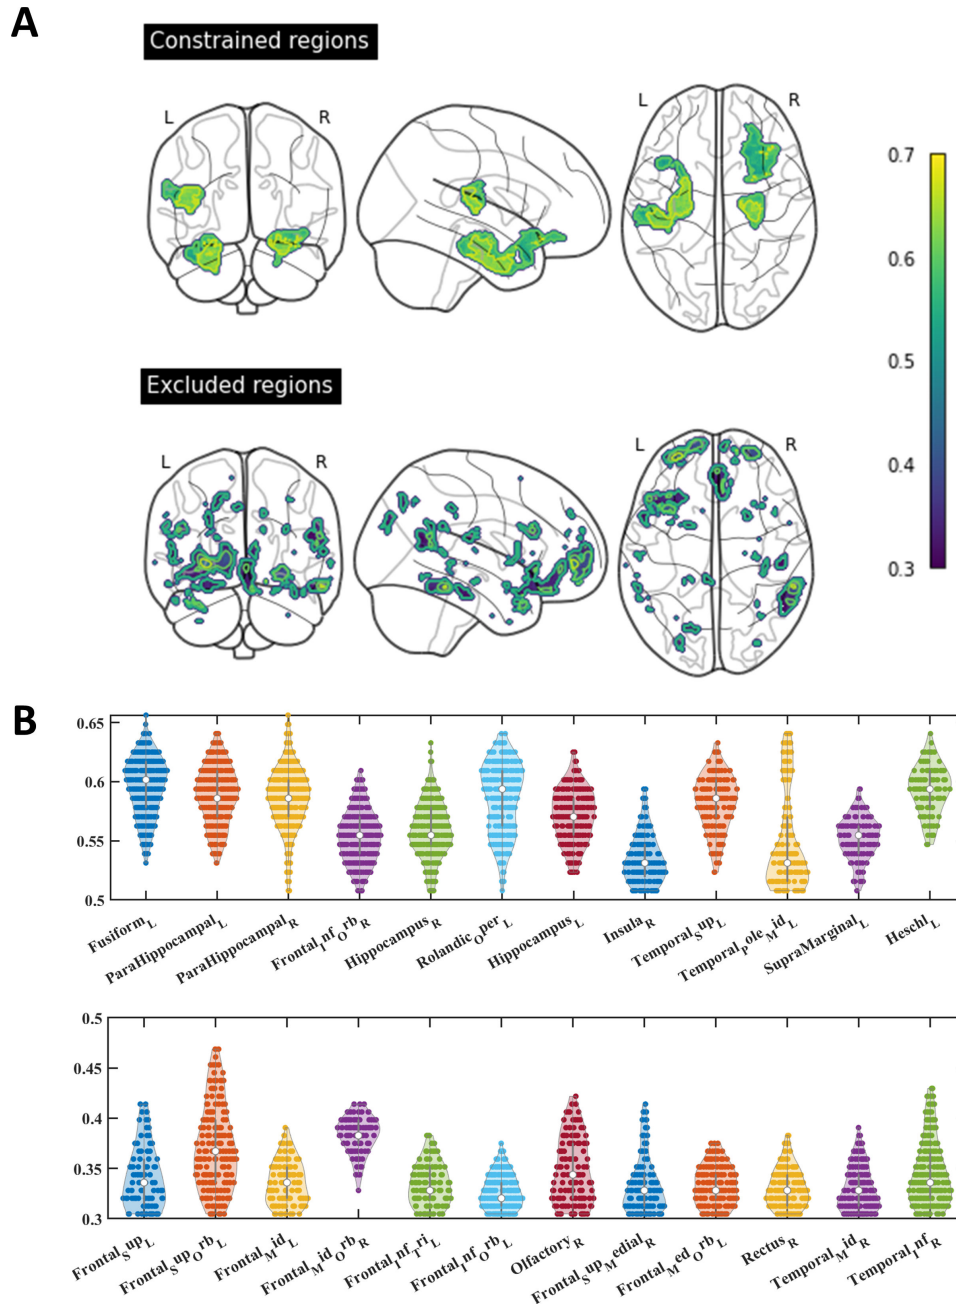 A
Constrained regions
L R L R
0.7
0.6
0.5
0.4
0.3
Excluded regions
L R L R
B
0.65
0.6
0.55
0.5
Fusiform_L
ParaHippocampal_L
ParaHippocampal_R
Frontal_Inf_Orb_R
Hippocampus_R
Rolandic_Oper_L
Hippocampus_L
Insula_R
Temporal_Sup_L
Temporal_Pole_Mid_L
SupraMarginal_L
Heschl_L
0.5
0.45
0.4
0.35
0.3
Frontal_Sup_L
Frontal_Sup_Orb_L
Frontal_Mid_L
Frontal_Mid_Orb_R
Frontal_Inf_Tri_L
Frontal_Inf_Orb_L
Olfactory_R
Frontal_Sup_Medial_R
Frontal_Med_Orb_L
Rectus_R
Temporal_Mid_R
Temporal_Inf_R